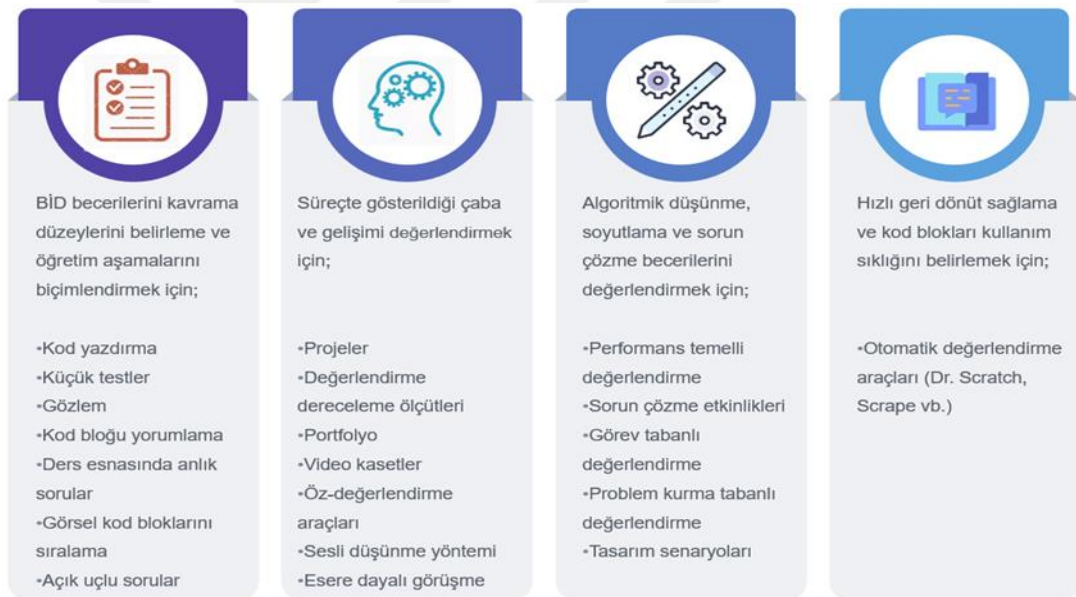 BİD becerilerini kavrama
düzeylerini belirleme ve
öğretim aşamalarını
biçimlendirmek için;
•Kod yazdırma
•Küçük testler
•Gözlem
•Kod bloğu yorumlama
•Ders esnasında anlık
sorular
•Görsel kod bloklarını
sıralama
•Açık uçlu sorular
Süreçte gösterildiği çaba
ve gelişimi değerlendirmek
için;
•Projeler
•Değerlendirme
dereceleme ölçütleri
•Portfolyo
•Video kasetler
•Öz-değerlendirme
araçları
•Sesli düşünme yöntemi
•Esere dayalı görüşme
Algoritmik düşünme,
soyutlama ve sorun
çözme becerilerini
değerlendirmek için;
•Performans temelli
değerlendirme
•Sorun çözme etkinlikleri
•Görev tabanlı
değerlendirme
•Problem kurma tabanlı
değerlendirme
•Tasarım senaryoları
Hızlı geri dönüt sağlama
ve kod blokları kullanım
sıklığını belirlemek için;
•Otomatik değerlendirme
araçları (Dr. Scratch,
Scrape vb.)